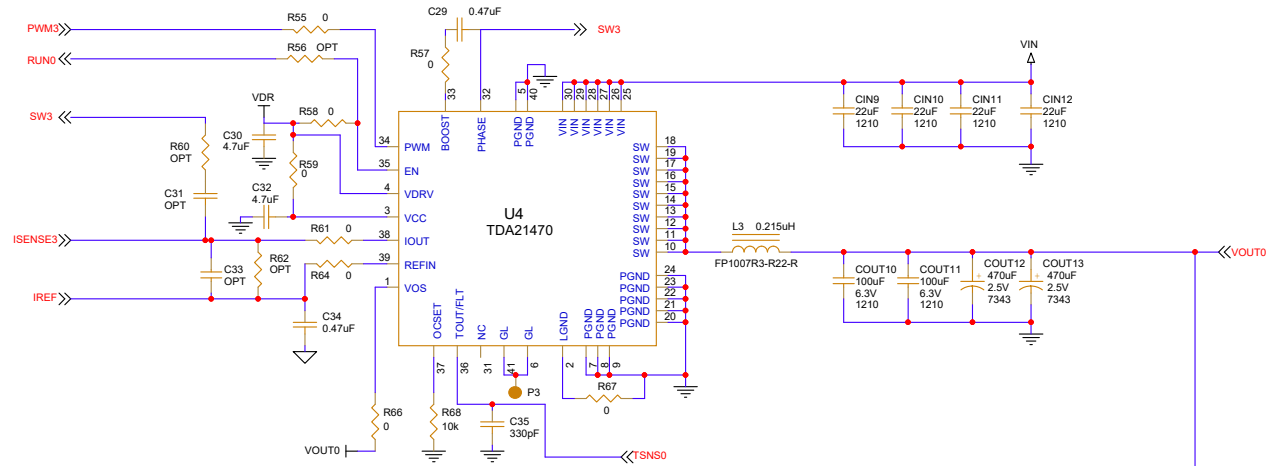 C29 0.47uF
R55 0
PWM3
SW3
R56 OPT
RUN0
R57
0
VIN
33
32
5
40
30
29
28
27
26
25
BOOST
PHASE
PGND
PGND
VIN
VIN
VIN
VIN
VIN
VIN
CIN9
22uF
1210
CIN10
22uF
1210
CIN11
22uF
1210
CIN12
22uF
1210
VDR
R58 0
SW3
C30
4.7uF
R60
OPT
R59
0
C31
OPT
C32
4.7uF
34 PWM
35 EN
4 VDRV
3 VCC
38 IOUT
39 REFIN
1 VOS
U4
TDA21470
SW 18
SW 19
SW 17
SW 16
SW 15
SW 14
SW 13
SW 12
SW 11
SW 10
PGND 24
PGND 23
PGND 22
PGND 21
PGND 20
ISENSE3
R61 0
C33
OPT
R62
OPT
R64 0
IREF
C34
0.47uF
L3 0.215uH
FP1007R3-R22-R
VOUT0
COUT10
100uF
6.3V
1210
COUT11
100uF
6.3V
1210
COUT12
470uF
2.5V
7343
+
COUT13
470uF
2.5V
7343
+
OCSET
TOUT/FLT
NC
GL
GL
LGND
PGND
PGND
PGND
37
36
31
41
6
2
7
8
9
P3
R67
0
R66
0
R68
10k
C35
330pF
VOUT0
TSNS0